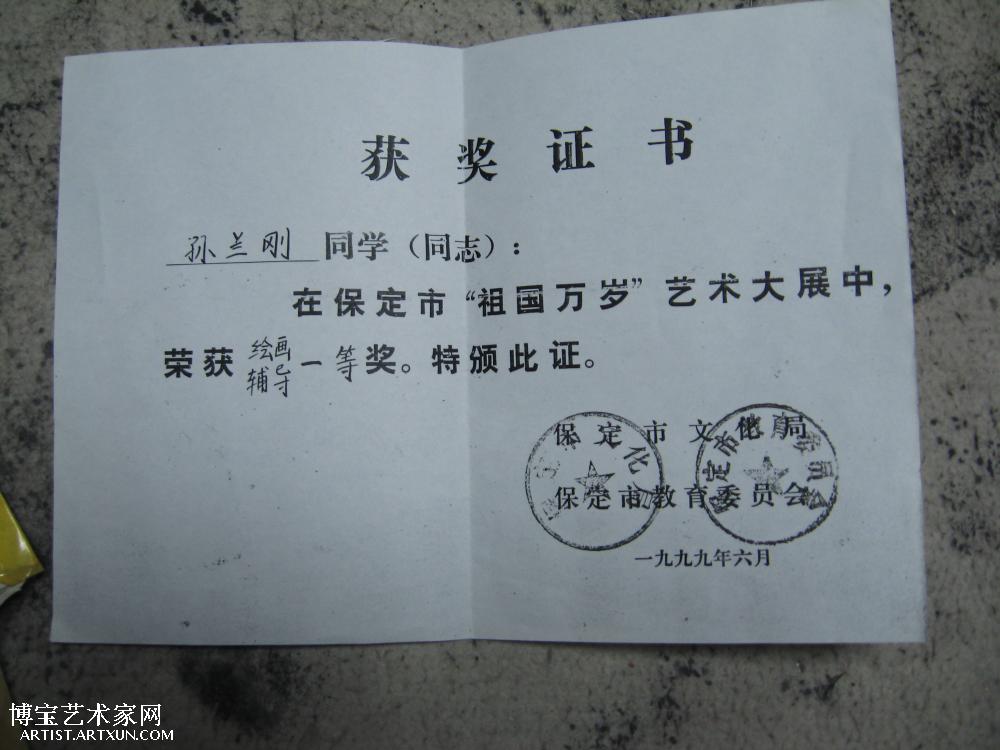 获奖证书
孙兰刚 同学（同志）：
在保定市“祖国万岁”艺术大展中，
荣获 绘画辅导 一等奖。特颁此证。
保定市文化局
保定市教育委员会
一九九九年六月
博宝艺术家网
ARTIST.ARTXUN.COM